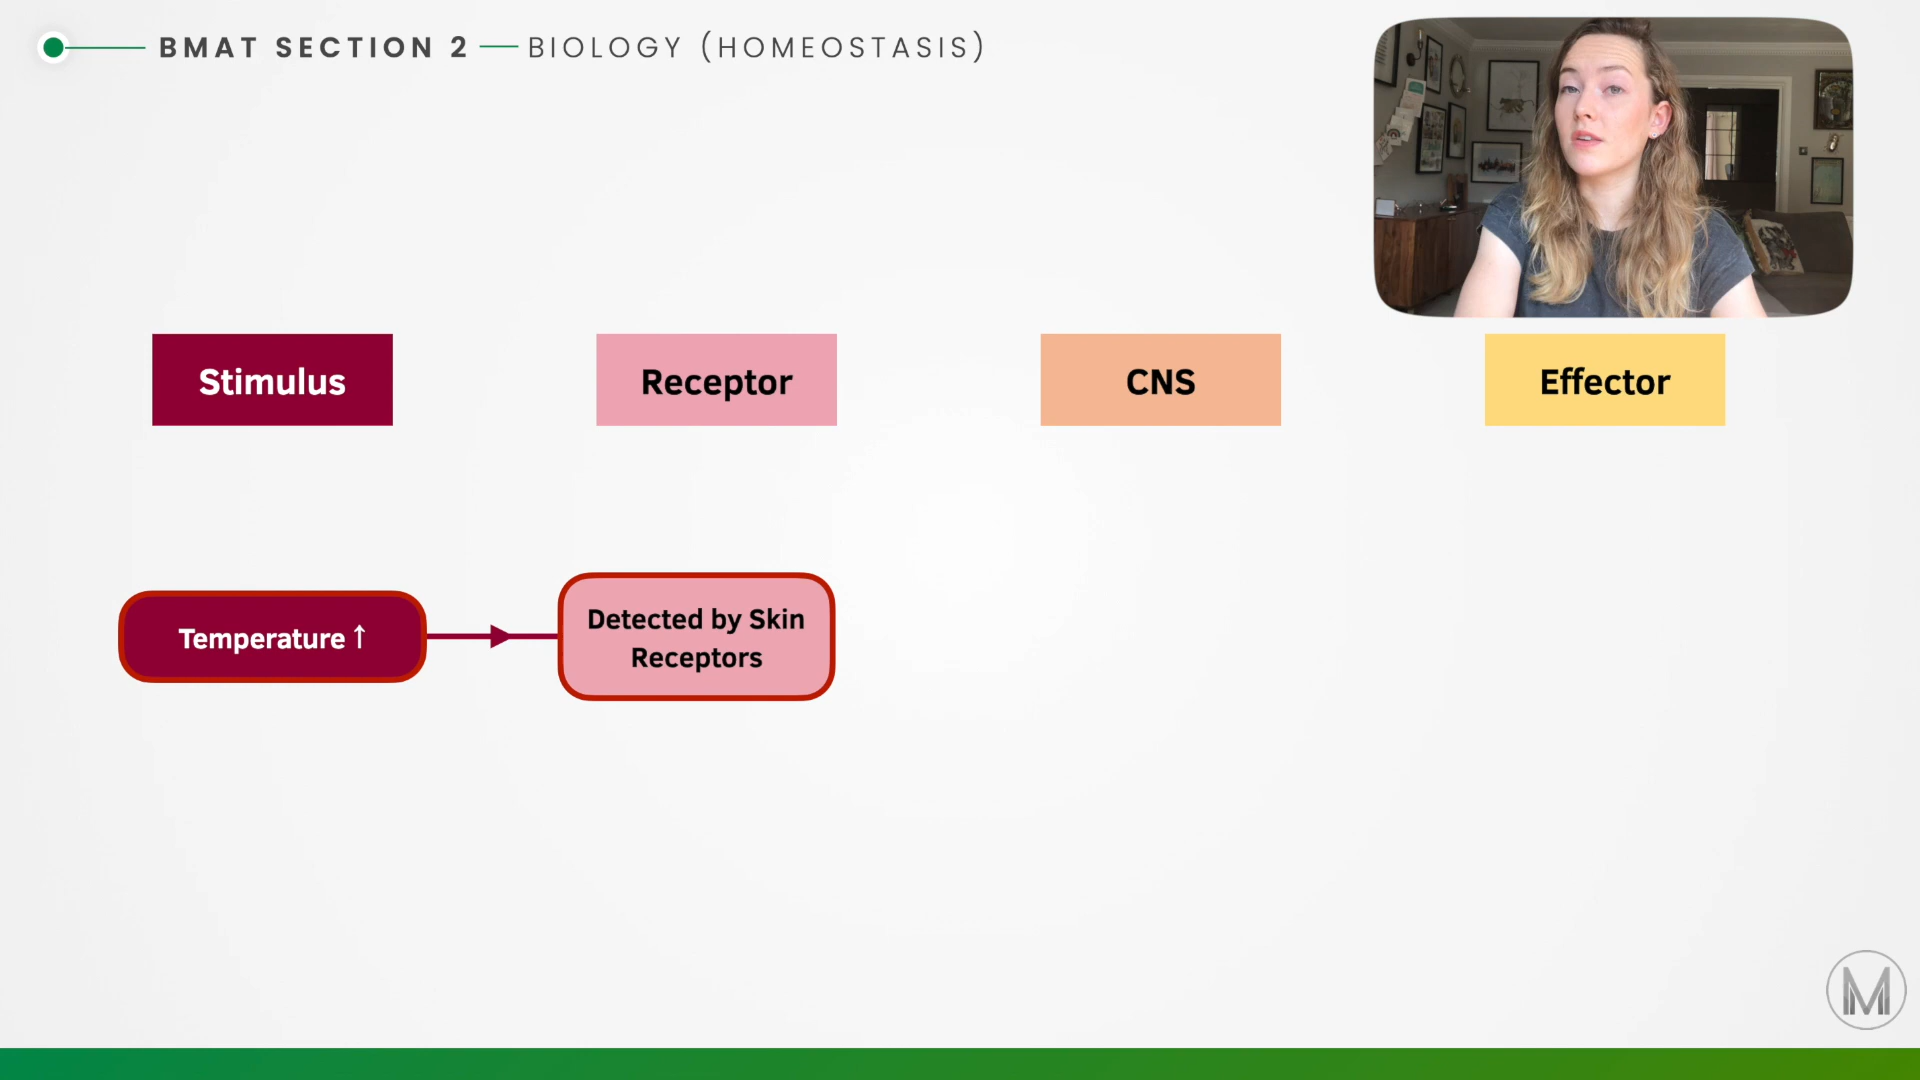 BMAT SECTION 2 — BIOLOGY (HOMEOSTASIS)
Stimulus
Receptor
CNS
Effector
Temperature ↑
Detected by Skin
Receptors
M